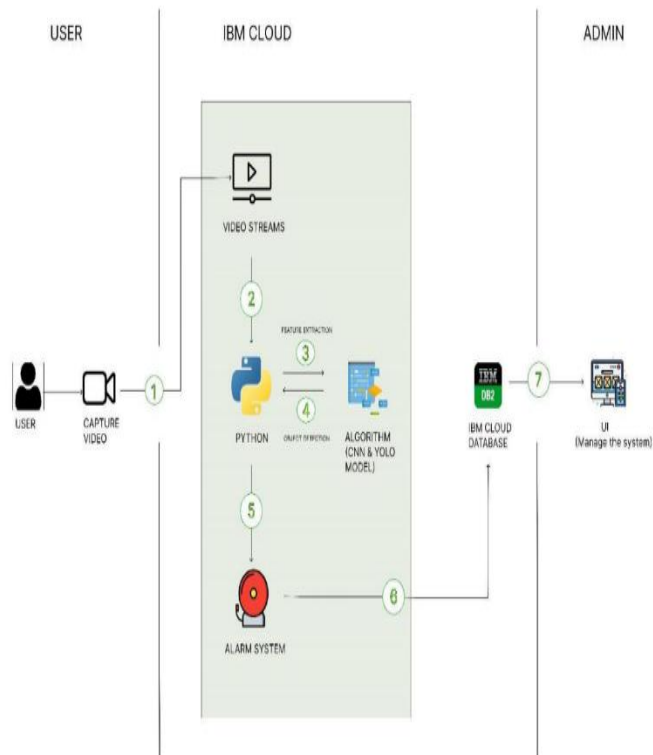 USER
IBM CLOUD
ADMIN
VIDEO STREAMS
2
FEATURE EXTRACTION
3
4
OBJECT DETECTION
1
USER
CAPTURE
VIDEO
PYTHON
ALGORITHM
(CNN & YOLO
MODEL)
IBM
DB2
IBM CLOUD
DATABASE
7
UI
(Manage the system)
5
6
ALARM SYSTEM